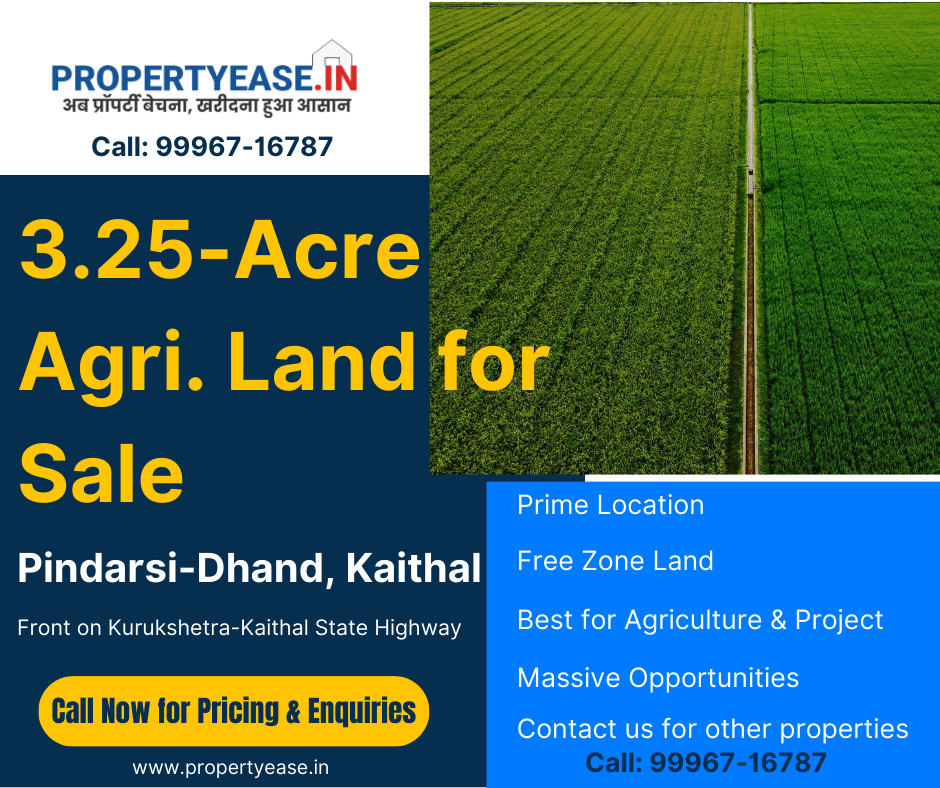 PROPERTYEASE.IN
अब प्रॉपर्टी बेचना, खरीदना हुआ आसान
Call: 99967-16787
3.25-Acre
Agri. Land for
Sale
Pindarsi-Dhand, Kaithal
Front on Kurukshetra-Kaithal State Highway
Call Now for Pricing & Enquiries
www.propertyease.in
Prime Location
Free Zone Land
Best for Agriculture & Project
Massive Opportunities
Contact us for other properties
Call: 99967-16787